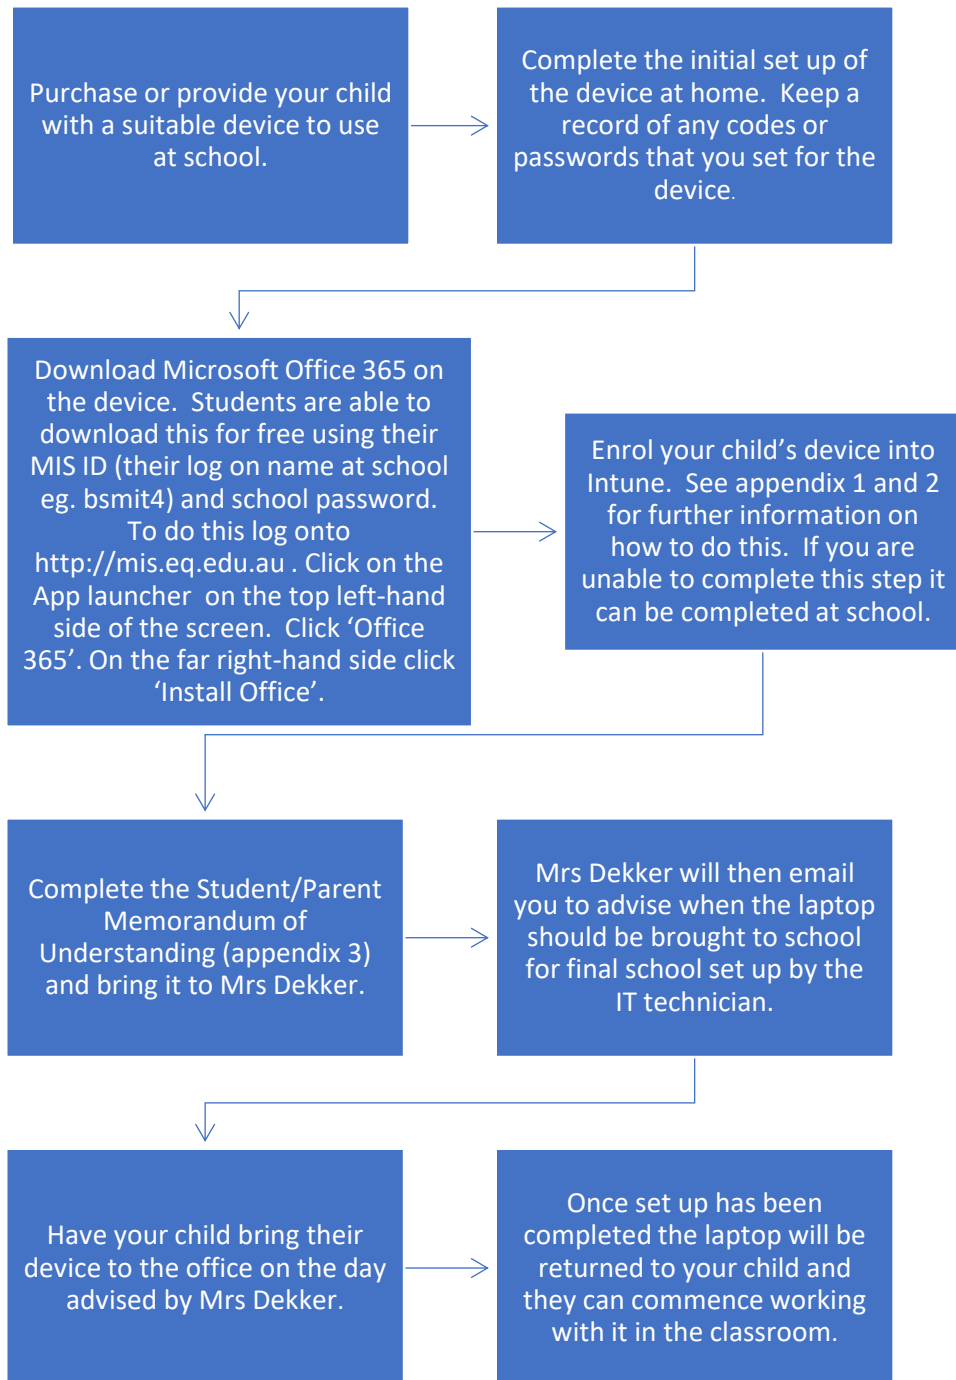 Purchase or provide your child
with a suitable device to use
at school.
Complete the initial set up of
the device at home.  Keep a
record of any codes or
passwords that you set for the
device.
Download Microsoft Office 365 on
the device.  Students are able to
download this for free using their
MIS ID (their log on name at school
eg. bsmit4) and school password.
To do this log onto
http://mis.eq.edu.au . Click on the
App launcher  on the top left-hand
side of the screen.  Click ‘Office
365’. On the far right-hand side click
‘Install Office’.
Enrol your child’s device into
Intune.  See appendix 1 and 2
for further information on
how to do this.  If you are
unable to complete this step it
can be completed at school.
Complete the Student/Parent
Memorandum of
Understanding (appendix 3)
and bring it to Mrs Dekker.
Mrs Dekker will then email
you to advise when the laptop
should be brought to school
for final school set up by the
IT technician.
Have your child bring their
device to the office on the day
advised by Mrs Dekker.
Once set up has been
completed the laptop will be
returned to your child and
they can commence working
with it in the classroom.